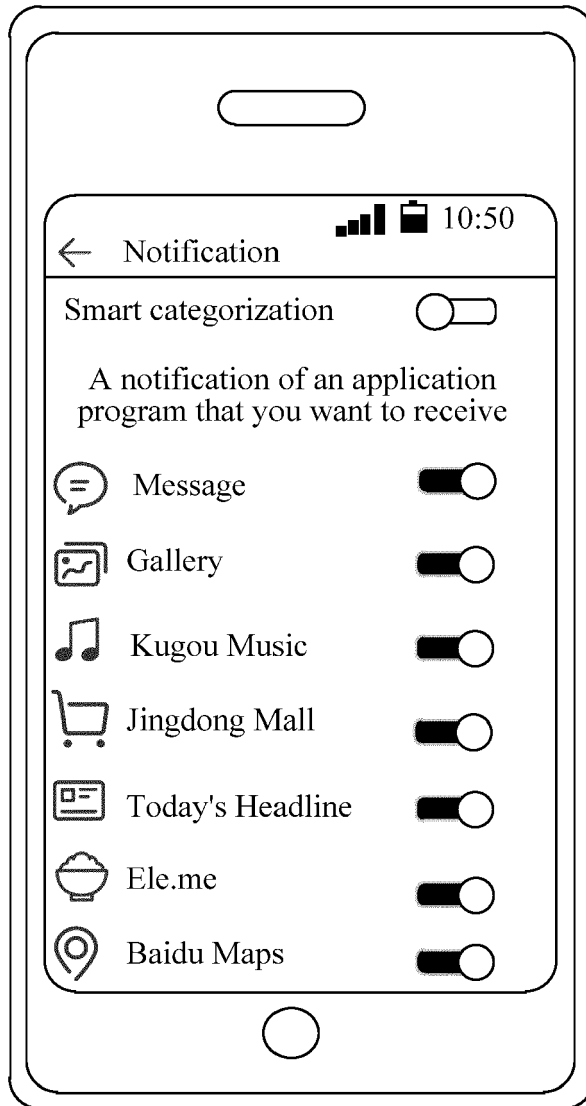 10:50
Notification
Smart categorization
A notification of an application
program that you want to receive
Message
Gallery
Kugou Music
Jingdong Mall
Today's Headline
Ele.me
Baidu Maps